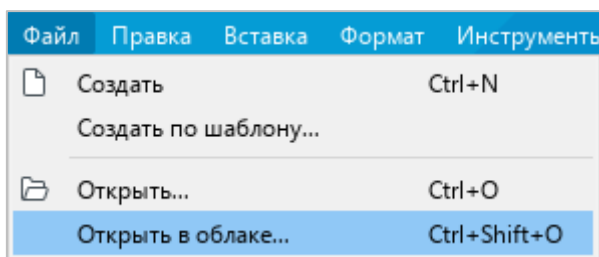 Файл Правка Вставка Формат Инструменты
Создать Ctrl+N
Создать по шаблону...
Открыть... Ctrl+O
Открыть в облаке... Ctrl+Shift+O